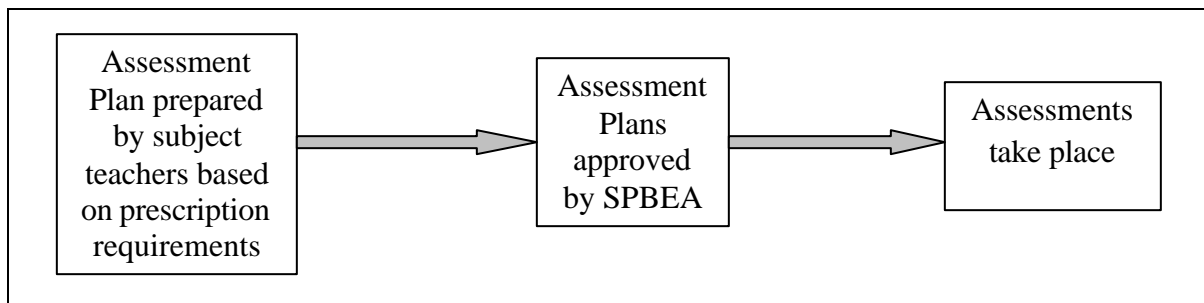 Assessment
Plan prepared
by subject
teachers based
on prescription
requirements
Assessment
Plans
approved
by SPBEA
Assessments
take place